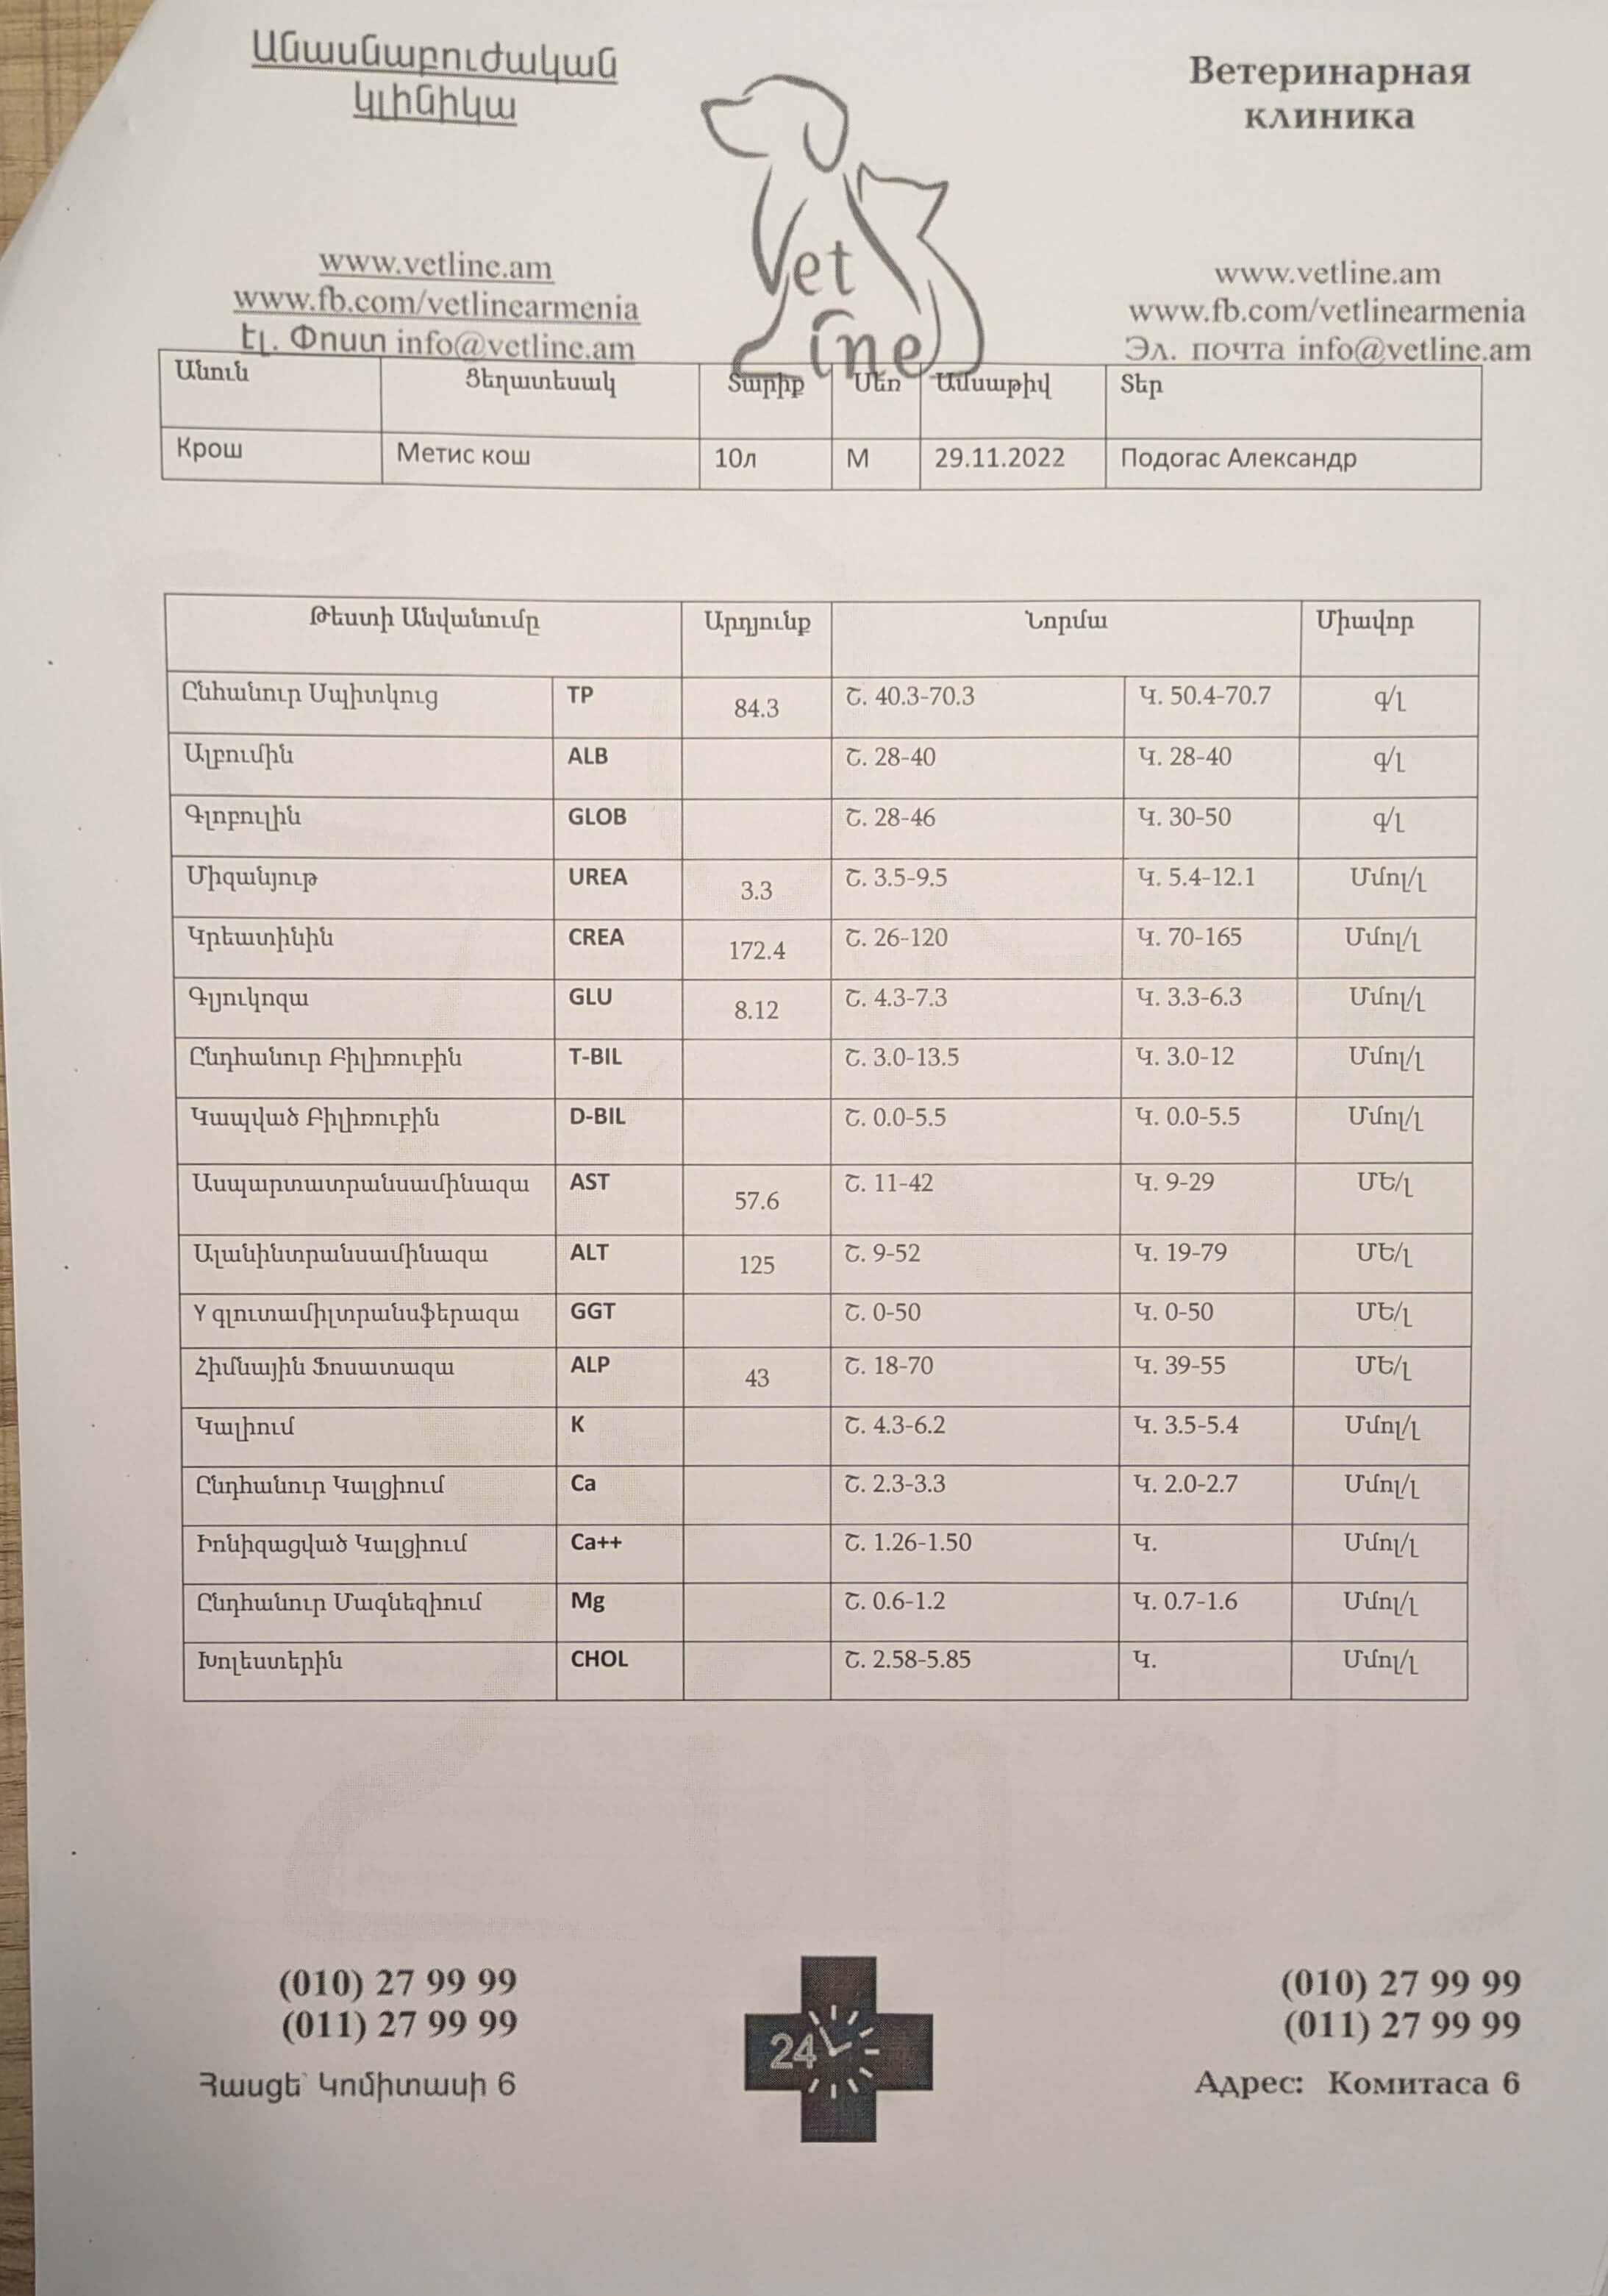 Անասնաբուժական
կլինիկա
Ветеринарная
клиника
Vet
line
www.vetline.am
www.fb.com/vetlinearmenia
Էլ. Փոստ info@vetline.am
www.vetline.am
www.fb.com/vetlinearmenia
Эл. почта info@vetline.am
Անուն Ցեղատեսակ Տարիք Սեռ Ամսաթիվ Տեր
Крош Метис кош 10л М 29.11.2022 Подогас Александр
Թեստի Անվանումը Արդյունք Նորմա Միավոր
Ընհանուր Սպիտկուց TP 84.3 Շ. 40.3-70.3 Կ. 50.4-70.7 գ/լ
Ալբումին ALB Շ. 28-40 Կ. 28-40 գ/լ
Գլոբուլին GLOB Շ. 28-46 Կ. 30-50 գ/լ
Միզանյութ UREA 3.3 Շ. 3.5-9.5 Կ. 5.4-12.1 Մմոլ/լ
Կրեատինին CREA 172.4 Շ. 26-120 Կ. 70-165 Մմոլ/լ
Գլյուկոզա GLU 8.12 Շ. 4.3-7.3 Կ. 3.3-6.3 Մմոլ/լ
Ընդհանուր Բիլիռուբին T-BIL Շ. 3.0-13.5 Կ. 3.0-12 Մմոլ/լ
Կապված Բիլիռուբին D-BIL Շ. 0.0-5.5 Կ. 0.0-5.5 Մմոլ/լ
Ասպարտատրանսամինազա AST 57.6 Շ. 11-42 Կ. 9-29 ՄԵ/լ
Ալանինտրանսամինազա ALT 125 Շ. 9-52 Կ. 19-79 ՄԵ/լ
Y գլուտամիլտրանսֆերազա GGT Շ. 0-50 Կ. 0-50 ՄԵ/լ
Հիմնային Ֆոսատազա ALP 43 Շ. 18-70 Կ. 39-55 ՄԵ/լ
Կալիում K Շ. 4.3-6.2 Կ. 3.5-5.4 Մմոլ/լ
Ընդհանուր Կալցիում Ca Շ. 2.3-3.3 Կ. 2.0-2.7 Մմոլ/լ
Իոնիզացված Կալցիում Ca++ Շ. 1.26-1.50 Կ. Մմոլ/լ
Ընդհանուր Մագնեզիում Mg Շ. 0.6-1.2 Կ. 0.7-1.6 Մմոլ/լ
Խոլեստերին CHOL Շ. 2.58-5.85 Կ. Մմոլ/լ
(010) 27 99 99
(011) 27 99 99
Հասցե՝ Կոմիտասի 6
24
(010) 27 99 99
(011) 27 99 99
Адрес: Комитаса 6